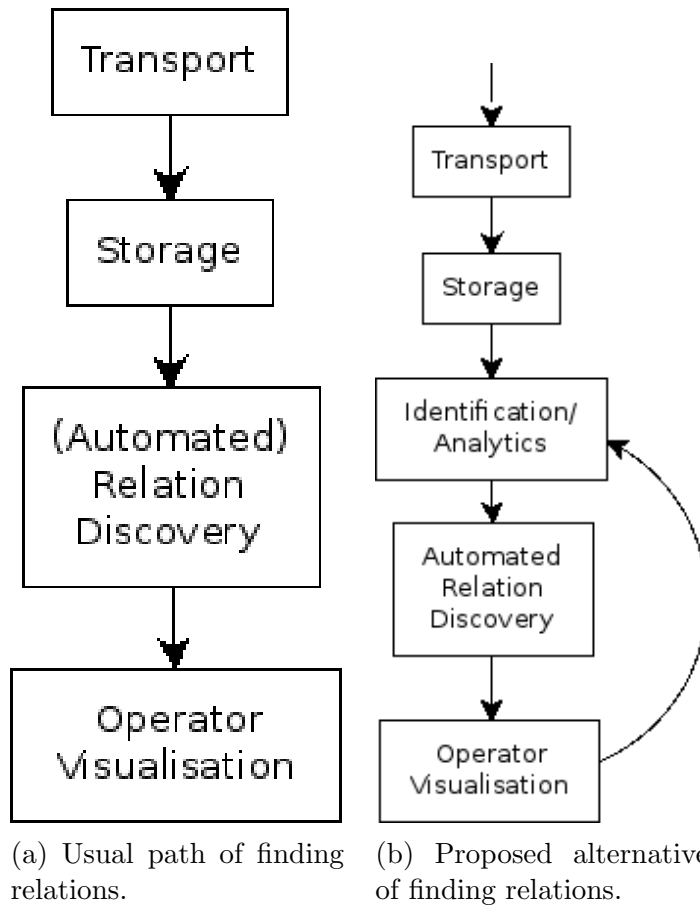 Transport
Storage
(Automated)
Relation
Discovery
Operator
Visualisation
(a) Usual path of finding
relations.
Transport
Storage
Identification/
Analytics
Automated
Relation
Discovery
Operator
Visualisation
(b) Proposed alternative
of finding relations.